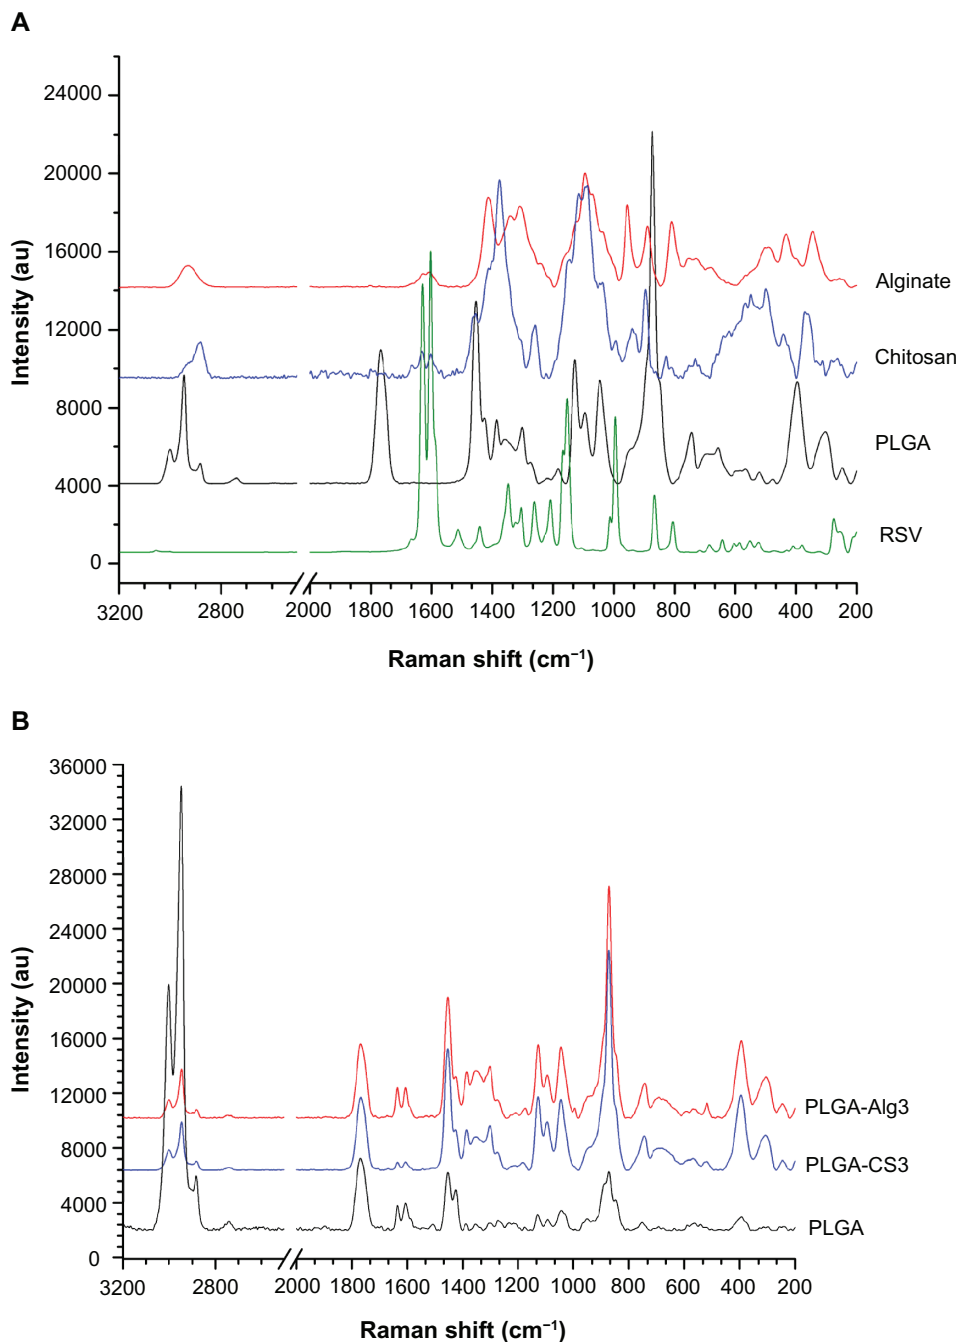 A
24000
20000
16000
12000
8000
4000
0
Intensity (au)
Alginate
Chitosan
PLGA
RSV
3200 2800 2000 2000 1800 1600 1400 1200 1000 800 600 400 200
Raman shift (cm⁻¹)
B
36000
32000
28000
24000
20000
16000
12000
8000
4000
0
Intensity (au)
PLGA-Alg3
PLGA-CS3
PLGA
3200 2800 2000 1800 1600 1400 1200 1000 800 600 400 200
Raman shift (cm⁻¹)